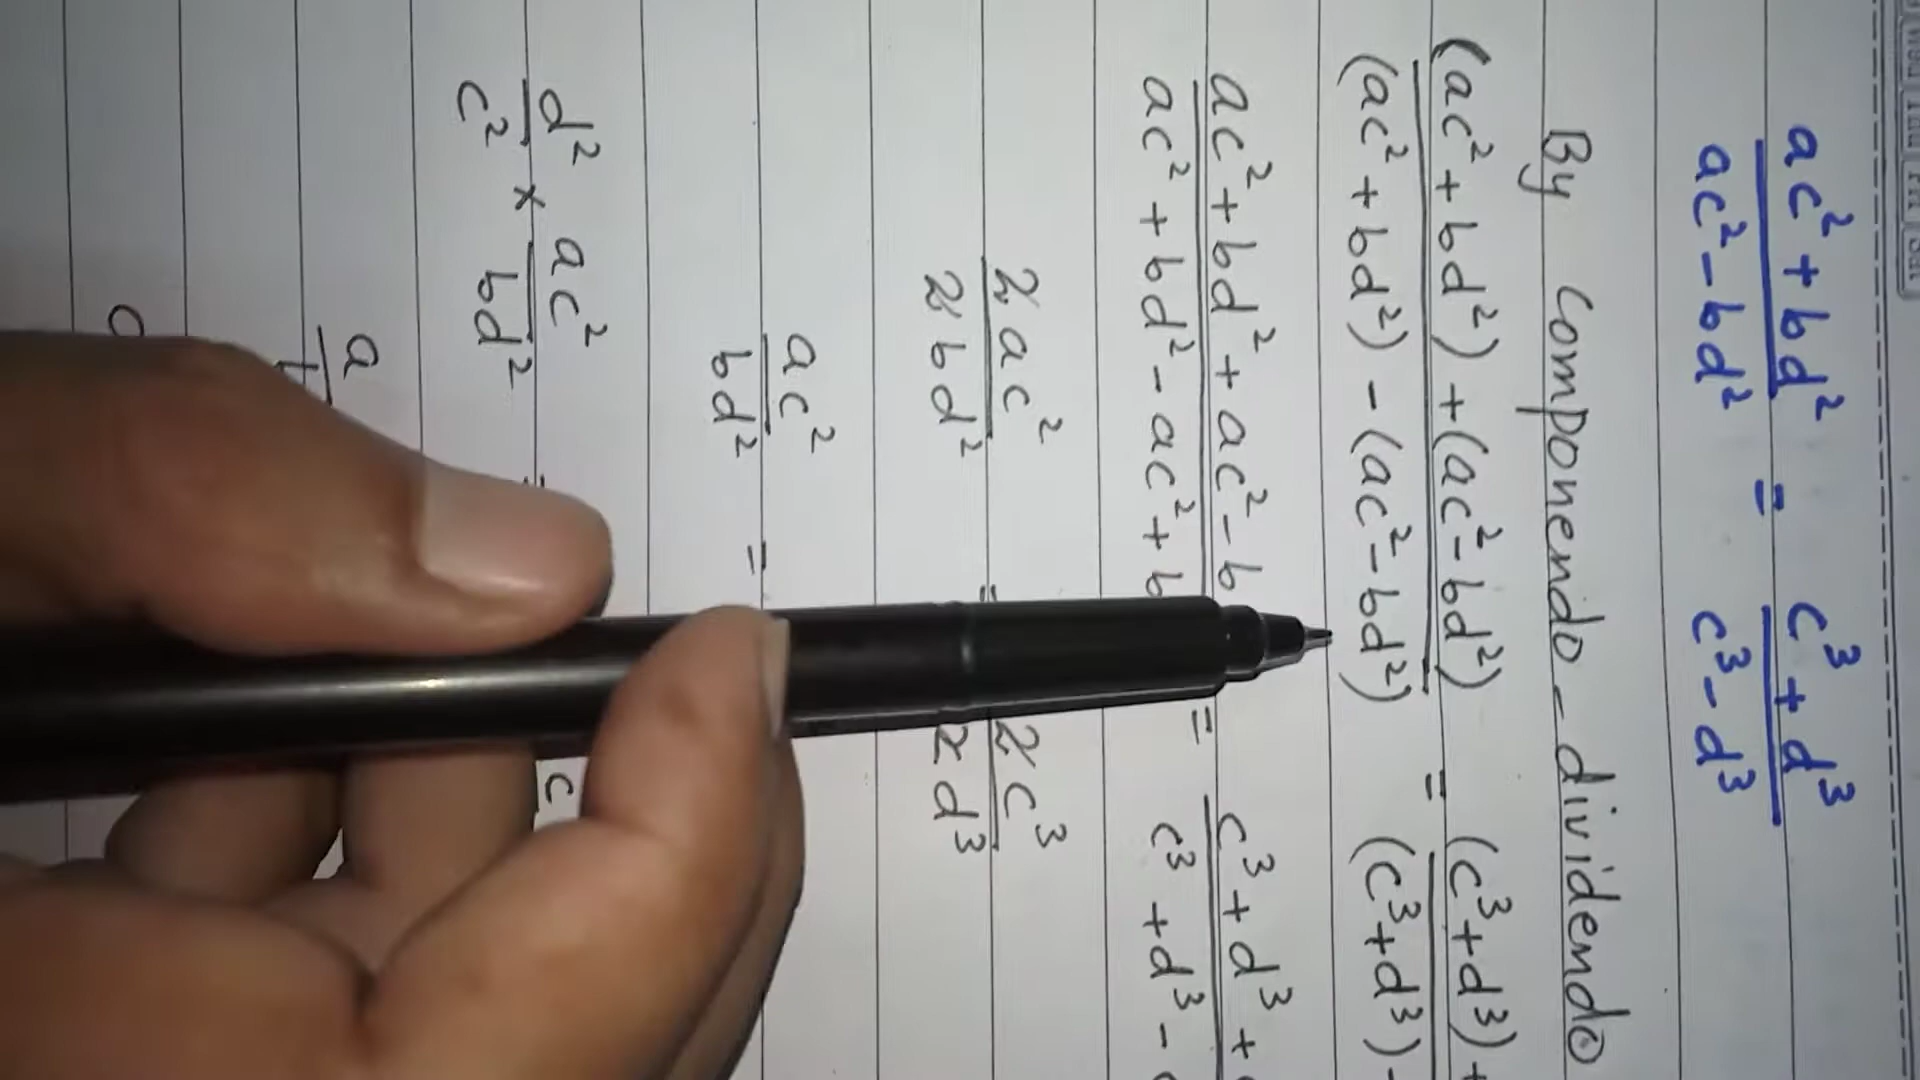 ac² + bd² / ac² - bd² = c³ + d³ / c³ - d³
By Componendo - dividendo
(ac² + bd²) + (ac² - bd²) / (ac² + bd²) - (ac² - bd²) = (c³ + d³) + / (c³ + d³) -
ac² + bd² + ac² - b / ac² + bd² - ac² + b = c³ + d³ + / c³ + d³ -
2ac² / 2bd² = 2c³ / 2d³
ac² / bd² =
d² / c² × ac² / bd² = c
a